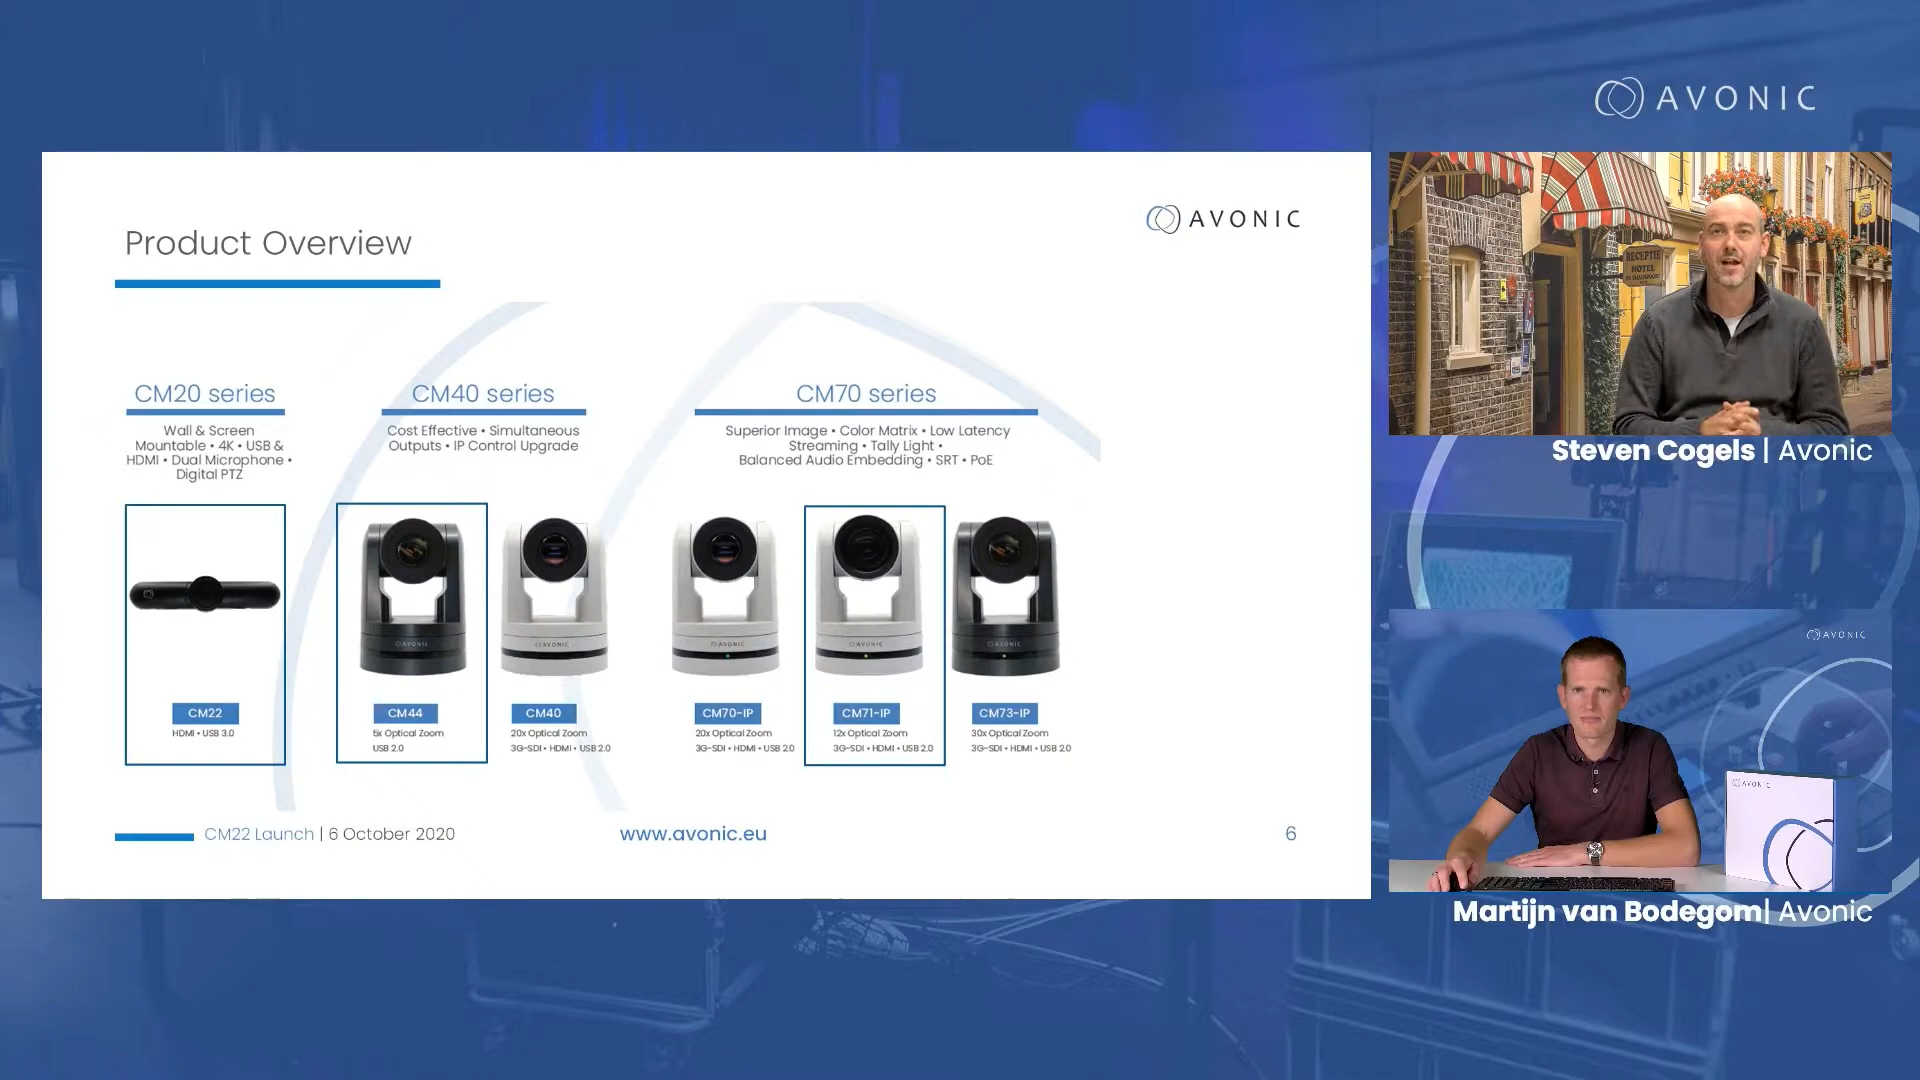 AVONIC
AVONIC
Product Overview
CM20 series
Wall & Screen
Mountable • 4K • USB &
HDMI • Dual Microphone •
Digital PTZ
CM40 series
Cost Effective • Simultaneous
Outputs • IP Control Upgrade
CM70 series
Superior Image • Color Matrix • Low Latency
Streaming • Tally Light •
Balanced Audio Embedding • SRT • PoE
AVONIC
AVONIC
AVONIC
AVONIC
AVONIC
CM22
HDMI • USB 3.0
CM44
5x Optical Zoom
USB 2.0
CM40
20x Optical Zoom
3G-SDI • HDMI • USB 2.0
CM70-IP
20x Optical Zoom
3G-SDI • HDMI • USB 2.0
CM71-IP
12x Optical Zoom
3G-SDI • HDMI • USB 2.0
CM73-IP
30x Optical Zoom
3G-SDI • HDMI • USB 2.0
CM22 Launch | 6 October 2020
www.avonic.eu
6
RECEPTIE
HOTEL
Steven Cogels | Avonic
AVONIC
AVONIC
Martijn van Bodegom| Avonic